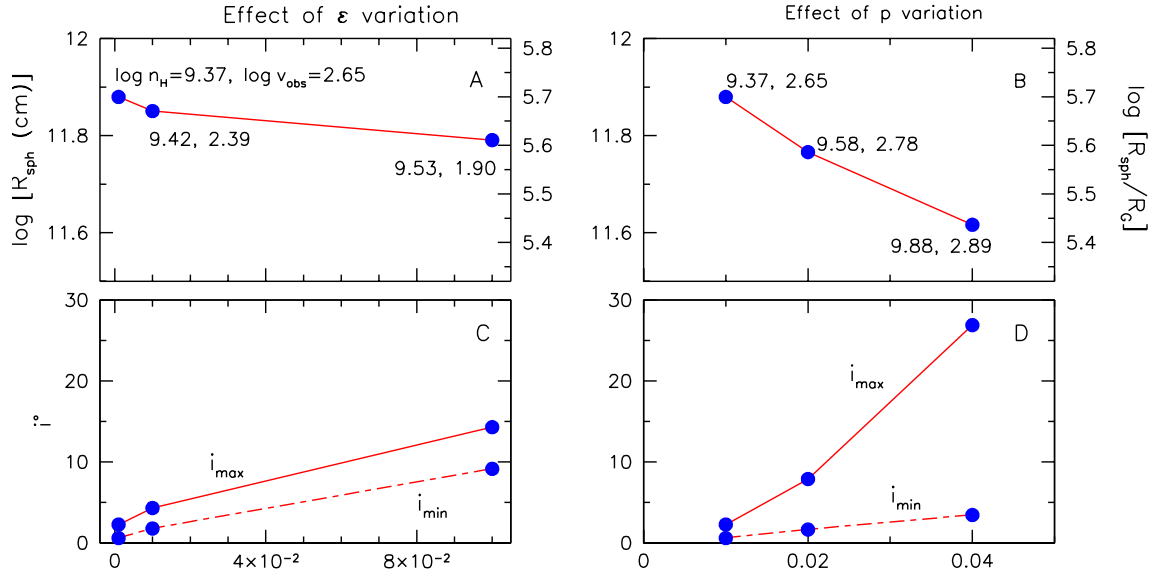 Effect of ε variation
Effect of p variation
12
11.8
11.6
log [R_sph (cm)]
log n_H=9.37, log v_obs=2.65
A
9.42, 2.39
9.53, 1.90
5.8
5.7
5.6
5.5
5.4
12
11.8
11.6
B
9.37, 2.65
9.58, 2.78
9.88, 2.89
5.8
5.7
5.6
5.5
5.4
log [R_sph/R_G]
30
20
10
0
i°
C
i_max
i_min
0
4×10⁻²
8×10⁻²
30
20
10
0
D
i_max
i_min
0
0.02
0.04